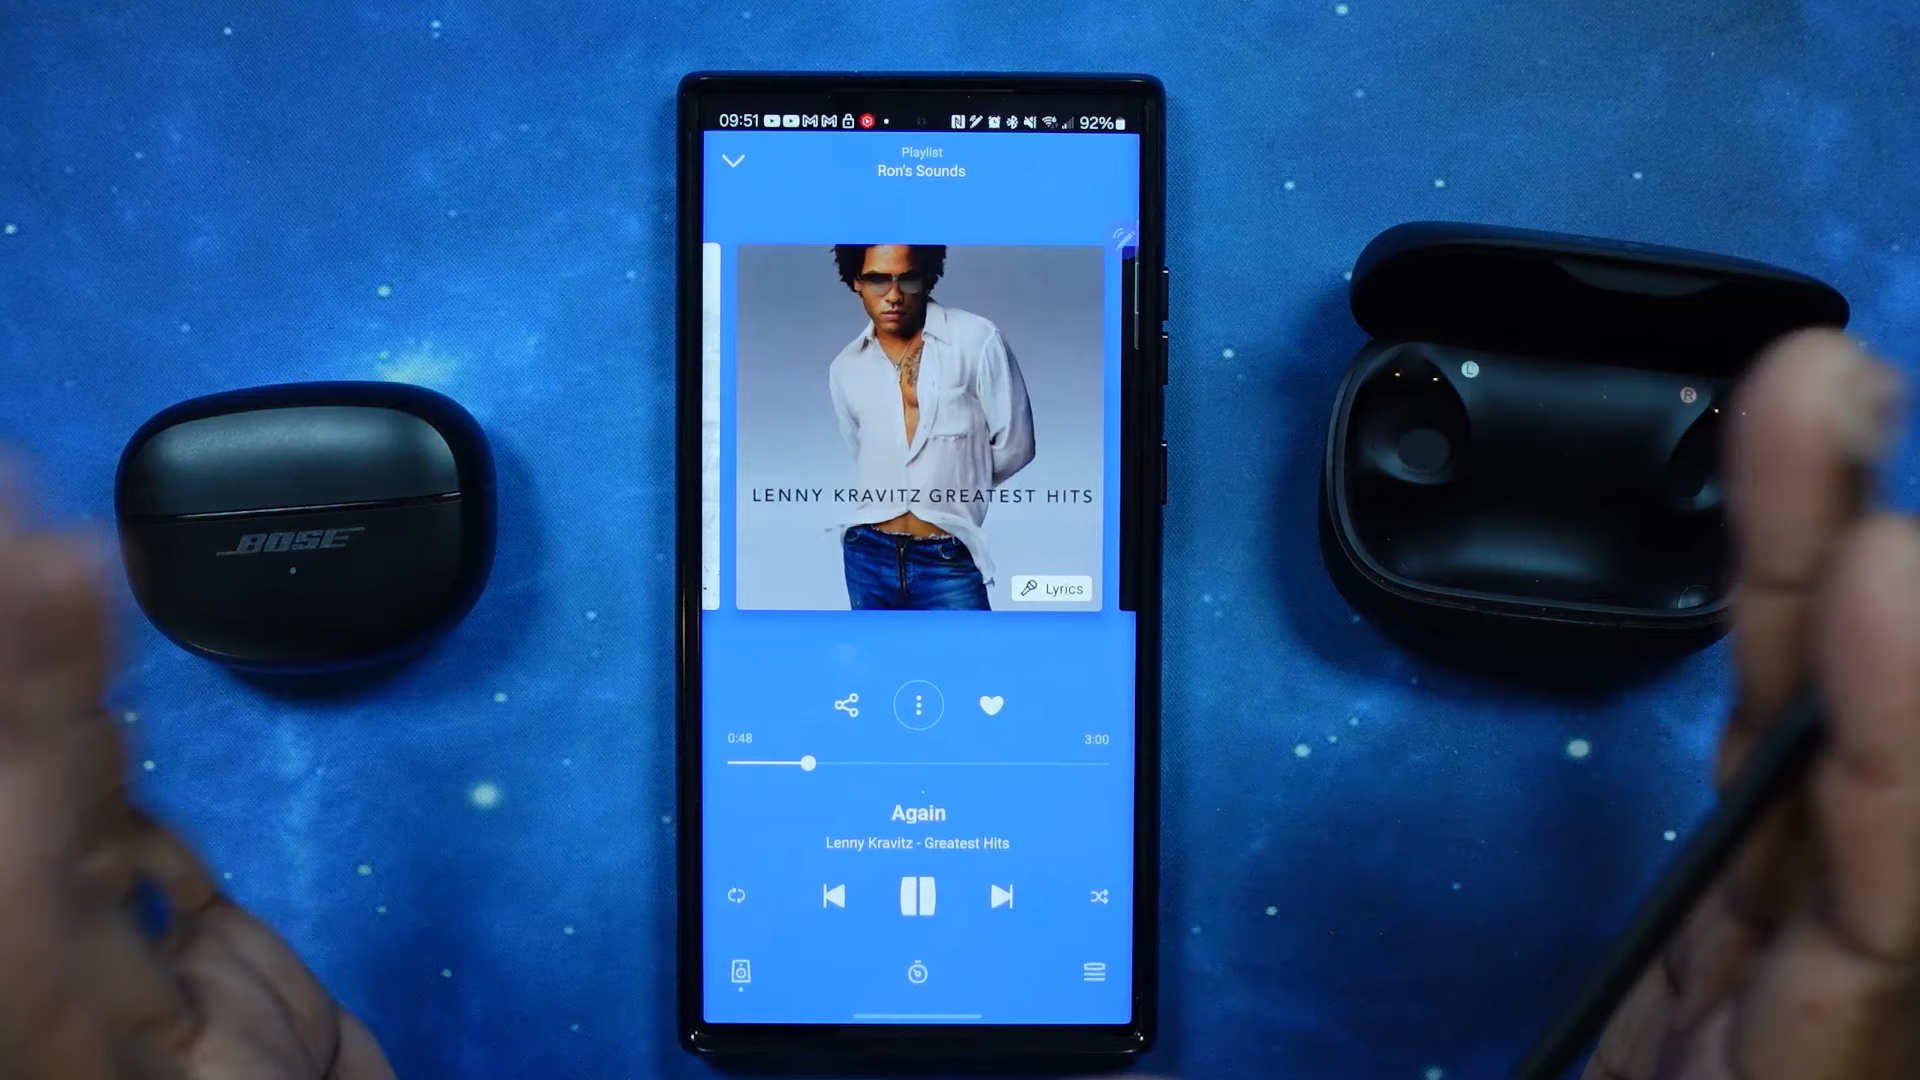 09:51
92%
Playlist
Ron's Sounds
LENNY KRAVITZ GREATEST HITS
Lyrics
0:48
3:00
Again
Lenny Kravitz - Greatest Hits
BOSE
L
R